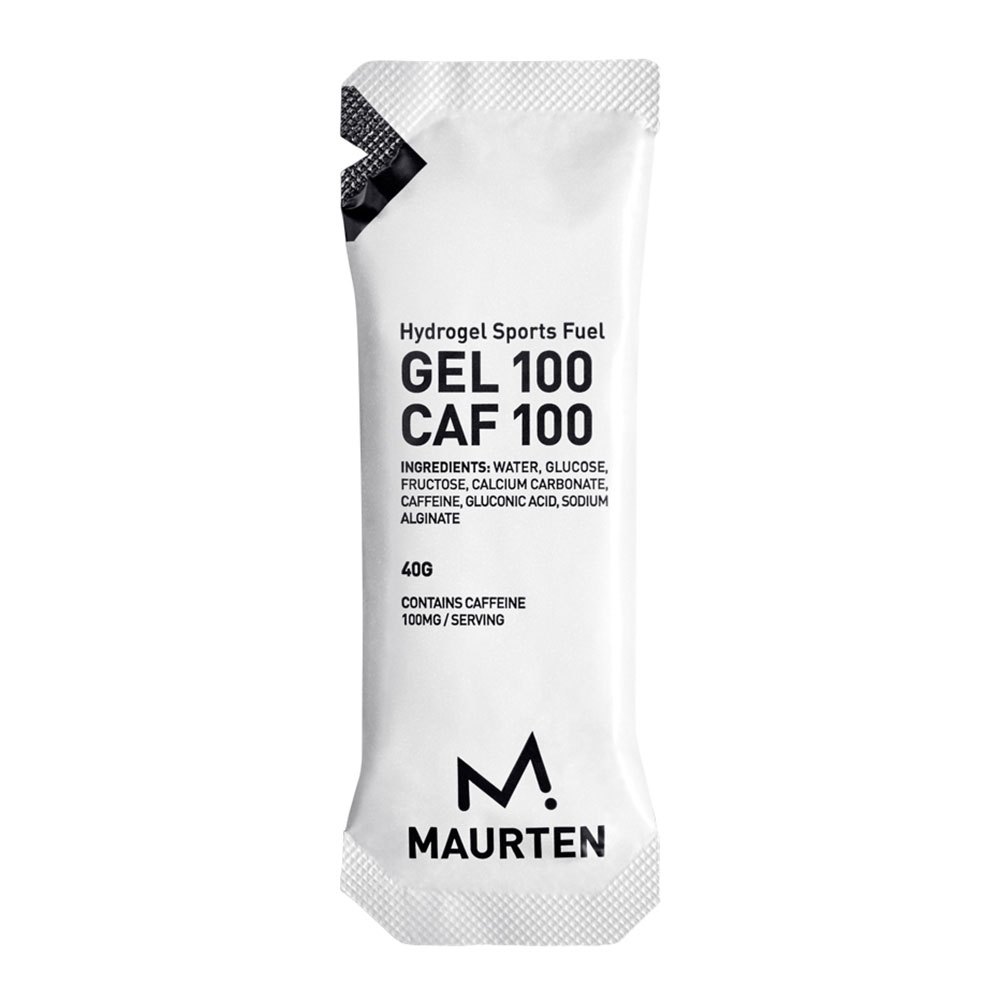 Hydrogel Sports Fuel
GEL 100
CAF 100
INGREDIENTS: WATER, GLUCOSE,
FRUCTOSE, CALCIUM CARBONATE,
CAFFEINE, GLUCONIC ACID, SODIUM
ALGINATE
40G
CONTAINS CAFFEINE
100MG / SERVING
MAURTEN